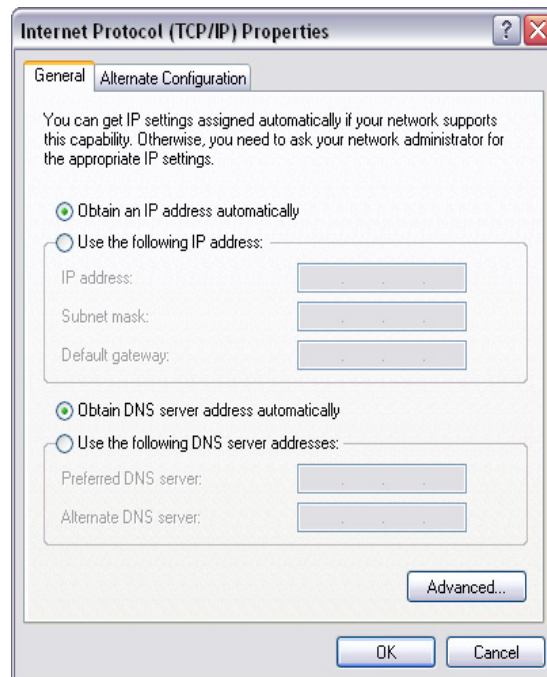 Internet Protocol (TCP/IP) Properties
General Alternate Configuration
You can get IP settings assigned automatically if your network supports
this capability. Otherwise, you need to ask your network administrator for
the appropriate IP settings.
Obtain an IP address automatically
Use the following IP address:
IP address:
Subnet mask:
Default gateway:
Obtain DNS server address automatically
Use the following DNS server addresses:
Preferred DNS server:
Alternate DNS server:
Advanced...
OK Cancel